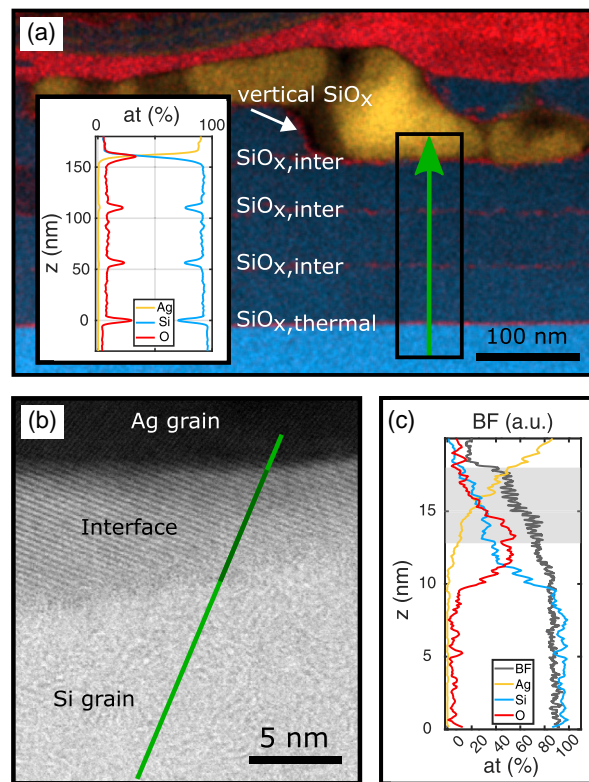 (a)
vertical SiOx
0 100
at (%)
150
100
50
0
z (nm)
Ag
Si
O
SiOx,inter
SiOx,inter
SiOx,inter
SiOx,thermal
100 nm
(b)
Ag grain
Interface
Si grain
5 nm
(c)
BF (a.u.)
15
10
5
0
z (nm)
BF
Ag
Si
O
0 20 40 60 80 100
at (%)